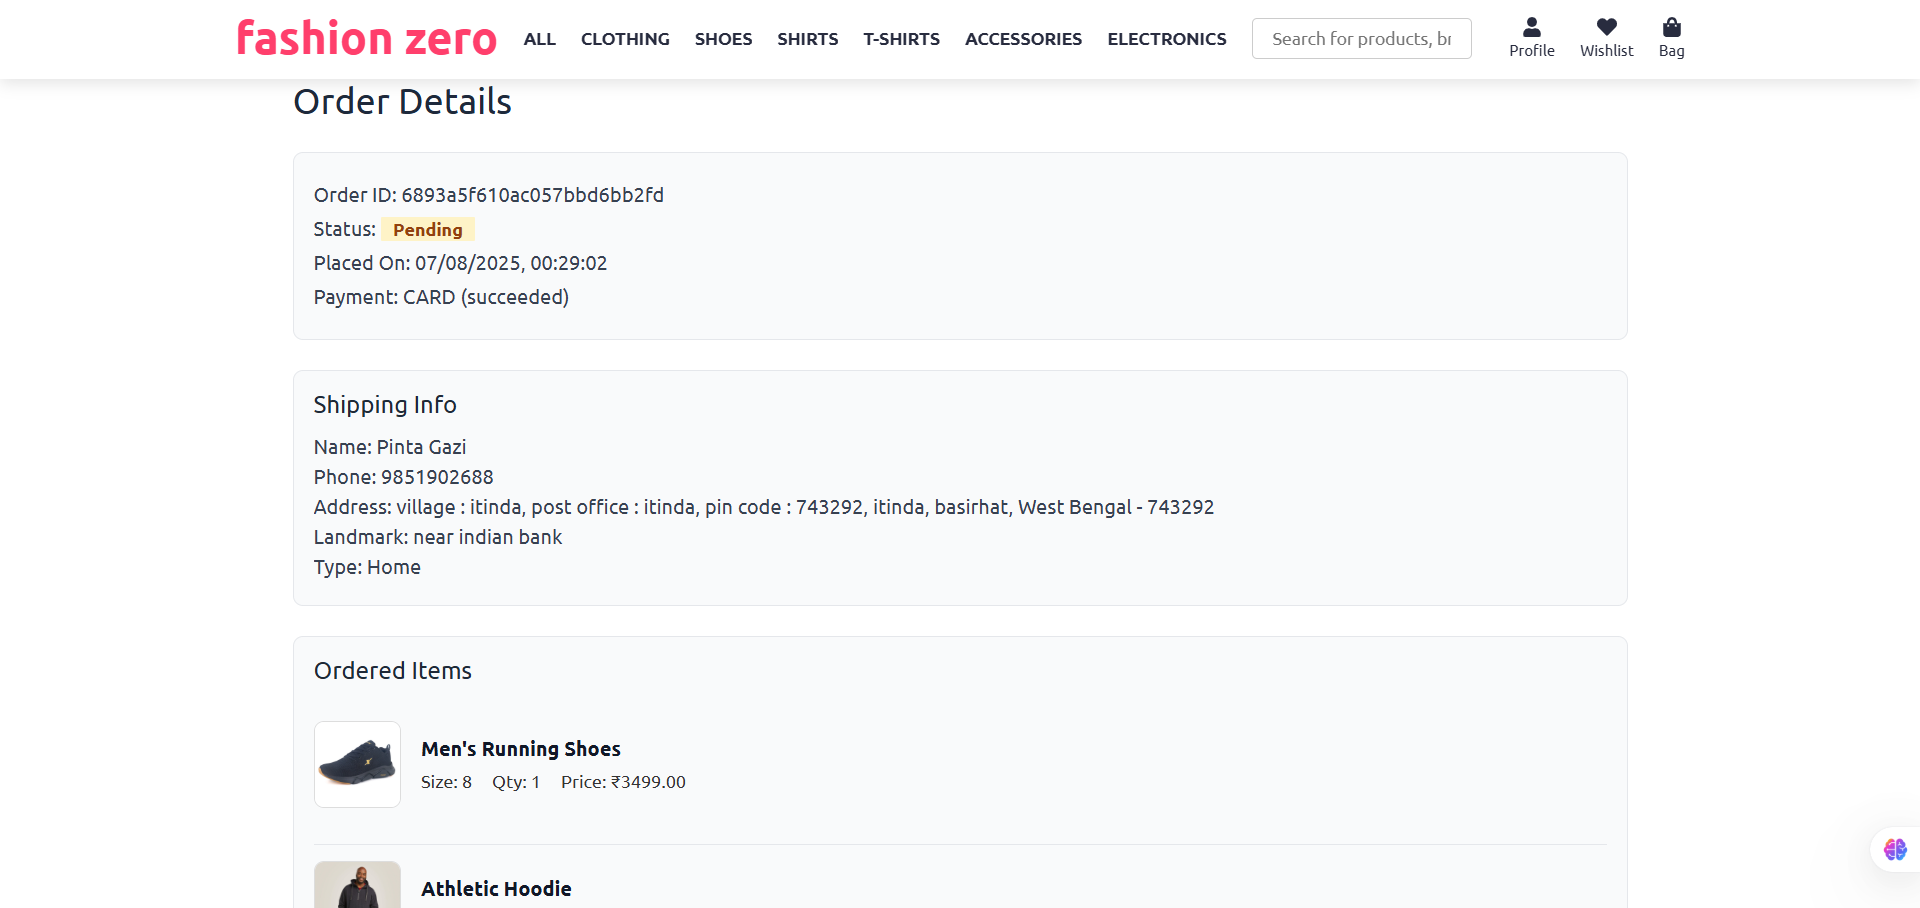 fashion zero
ALL CLOTHING SHOES SHIRTS T-SHIRTS ACCESSORIES ELECTRONICS
Search for products, br
Profile Wishlist Bag
Order Details
Order ID: 6893a5f610ac057bbd6bb2fd
Status: Pending
Placed On: 07/08/2025, 00:29:02
Payment: CARD (succeeded)
Shipping Info
Name: Pinta Gazi
Phone: 9851902688
Address: village : itinda, post office : itinda, pin code : 743292, itinda, basirhat, West Bengal - 743292
Landmark: near indian bank
Type: Home
Ordered Items
Men's Running Shoes
Size: 8 Qty: 1 Price: ₹3499.00
Athletic Hoodie